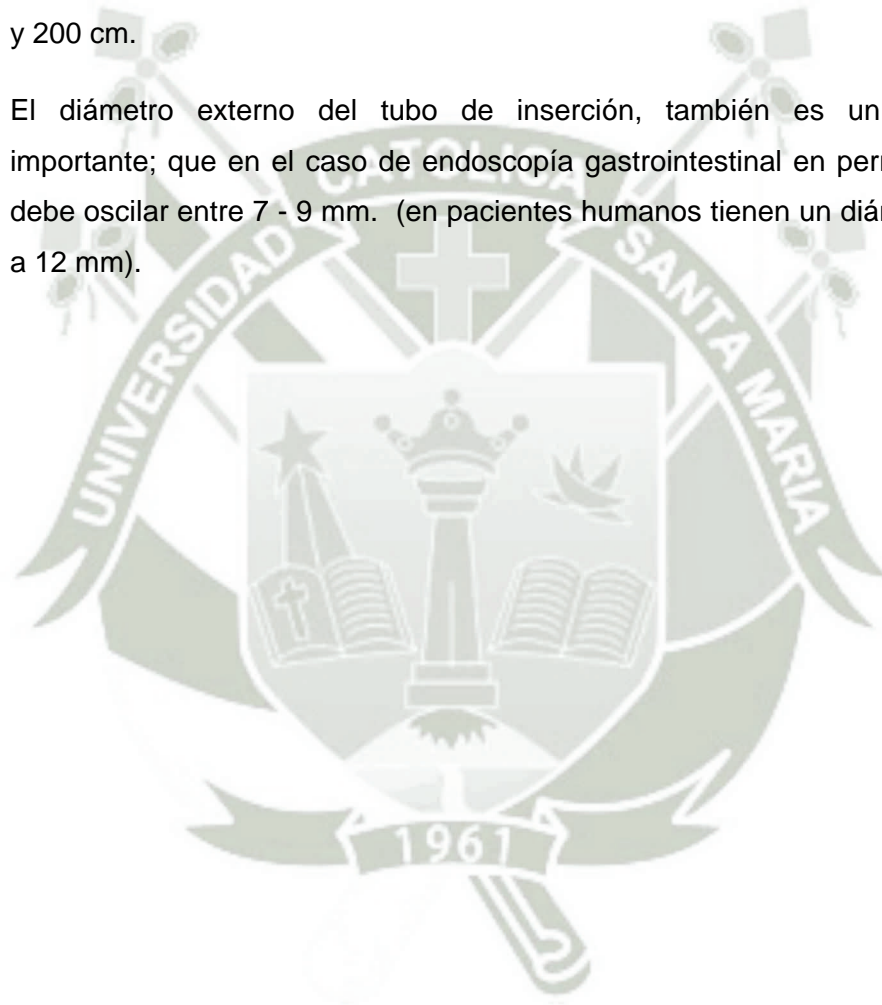 y 200 cm.
El diámetro externo del tubo de inserción, también es un
importante; que en el caso de endoscopía gastrointestinal en
debe oscilar entre 7 - 9 mm. (en pacientes humanos tienen un
a 12 mm).
UNIVERSIDAD CATOLICA SANTA MARIA
1961